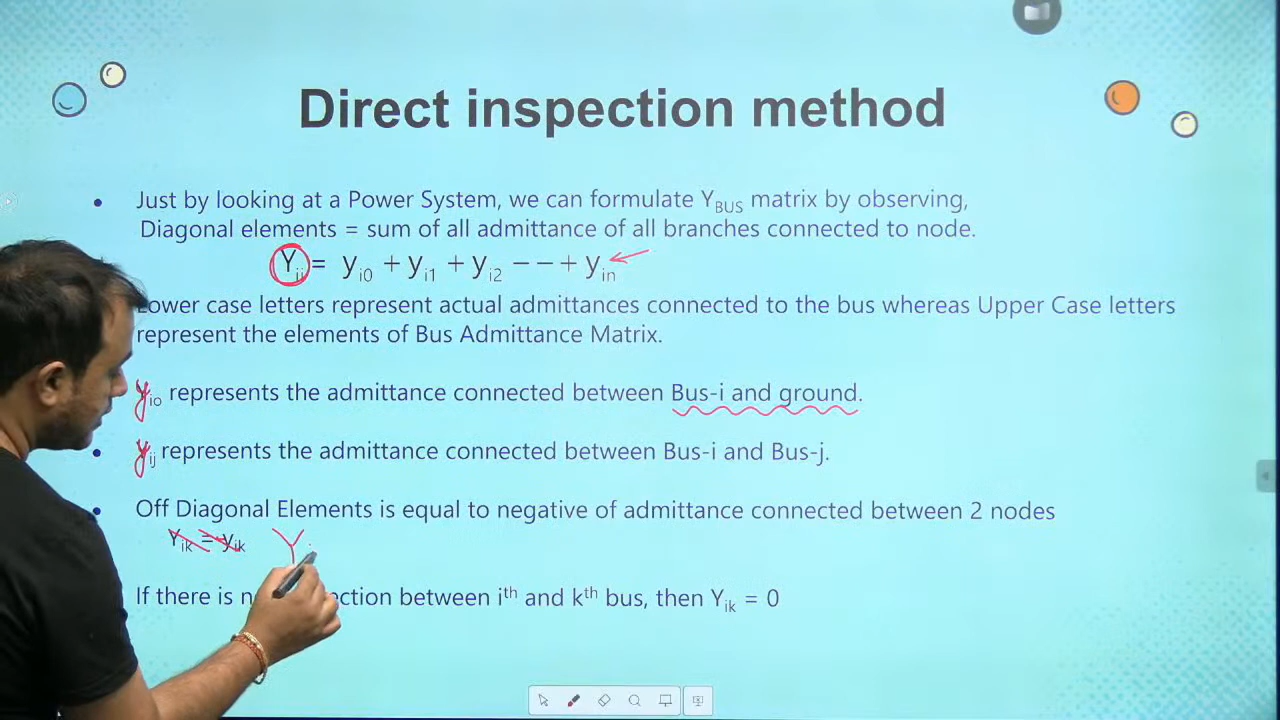 Direct inspection method
• Just by looking at a Power System, we can formulate Y_BUS matrix by observing,
Diagonal elements = sum of all admittance of all branches connected to node.
Y_ii = y_i0 + y_i1 + y_i2 – – + y_in
Lower case letters represent actual admittances connected to the bus whereas Upper Case letters
represent the elements of Bus Admittance Matrix.
y_io represents the admittance connected between Bus-i and ground.
• y_ij represents the admittance connected between Bus-i and Bus-j.
• Off Diagonal Elements is equal to negative of admittance connected between 2 nodes
Y_ik = -y_ik Y
If there is between i^th and k^th bus, then Y_ik = 0